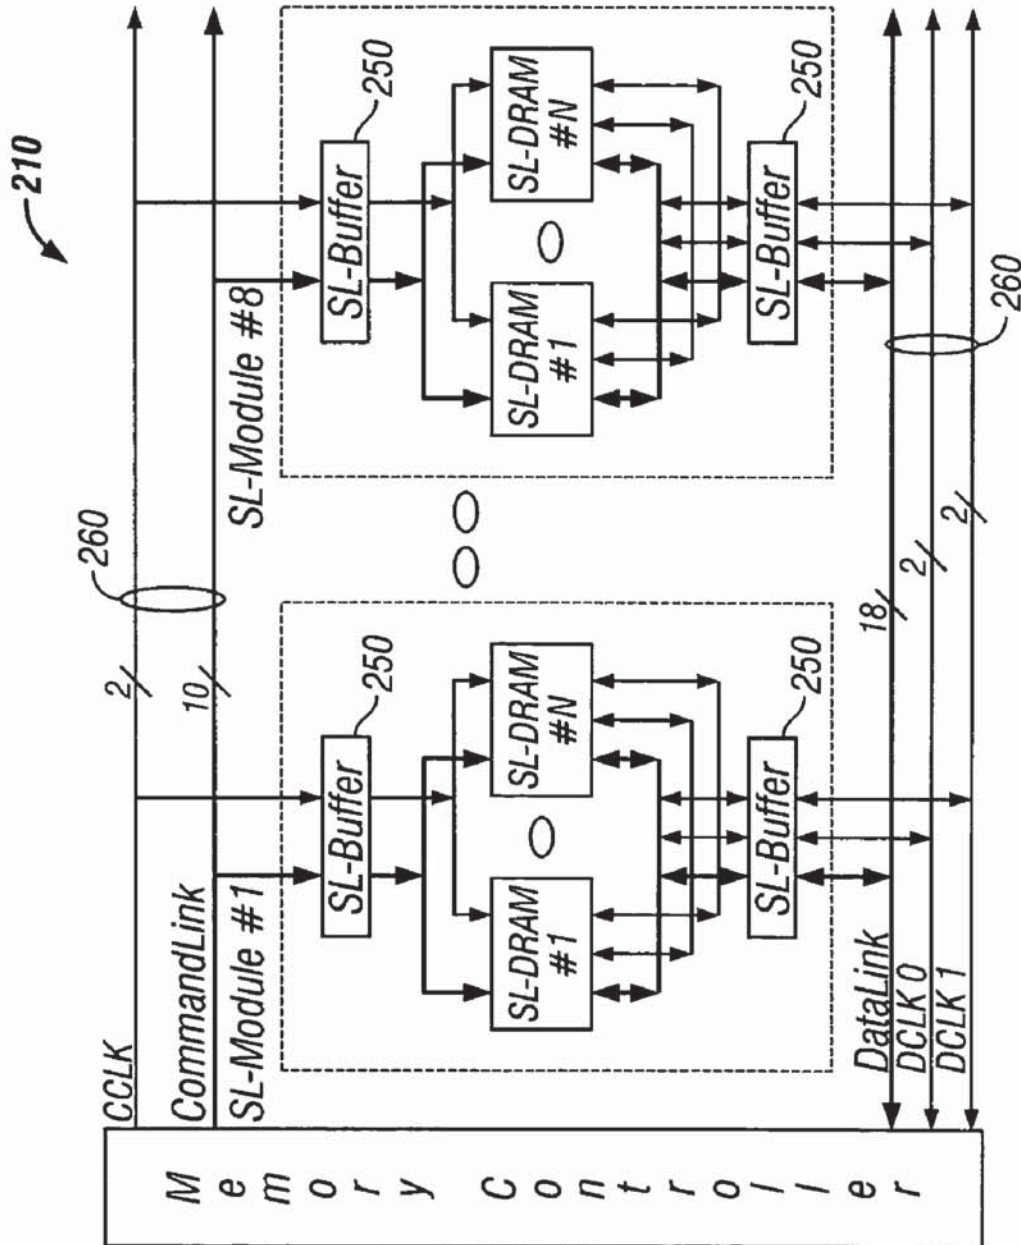 210
CCLK
2
260
CommandLink
10
SL-Module #1
SL-Module #8
SL-Buffer
250
SL-Buffer
250
SL-DRAM
#1
SL-DRAM
#N
SL-DRAM
#1
SL-DRAM
#N
SL-Buffer
250
SL-Buffer
250
DataLink
18
DCLK 0
2
DCLK 1
2
260
Memory Controller